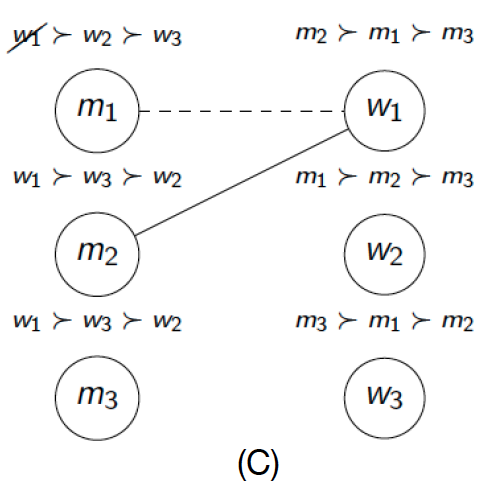 w1 ≻ w2 ≻ w3 m2 ≻ m1 ≻ m3
m1 w1
w1 ≻ w3 ≻ w2 m1 ≻ m2 ≻ m3
m2 w2
w1 ≻ w3 ≻ w2 m3 ≻ m1 ≻ m2
m3 w3
(C)